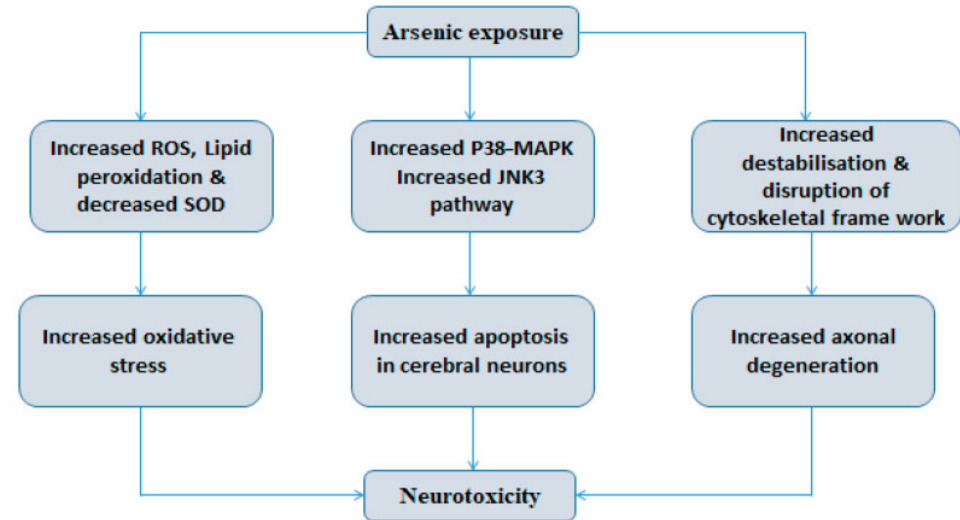 Arsenic exposure
Increased ROS, Lipid
peroxidation &
decreased SOD
Increased P38-MAPK
Increased JNK3
pathway
Increased
destabilisation &
disruption of
cytoskeletal frame work
Increased oxidative
stress
Increased apoptosis
in cerebral neurons
Increased axonal
degeneration
Neurotoxicity